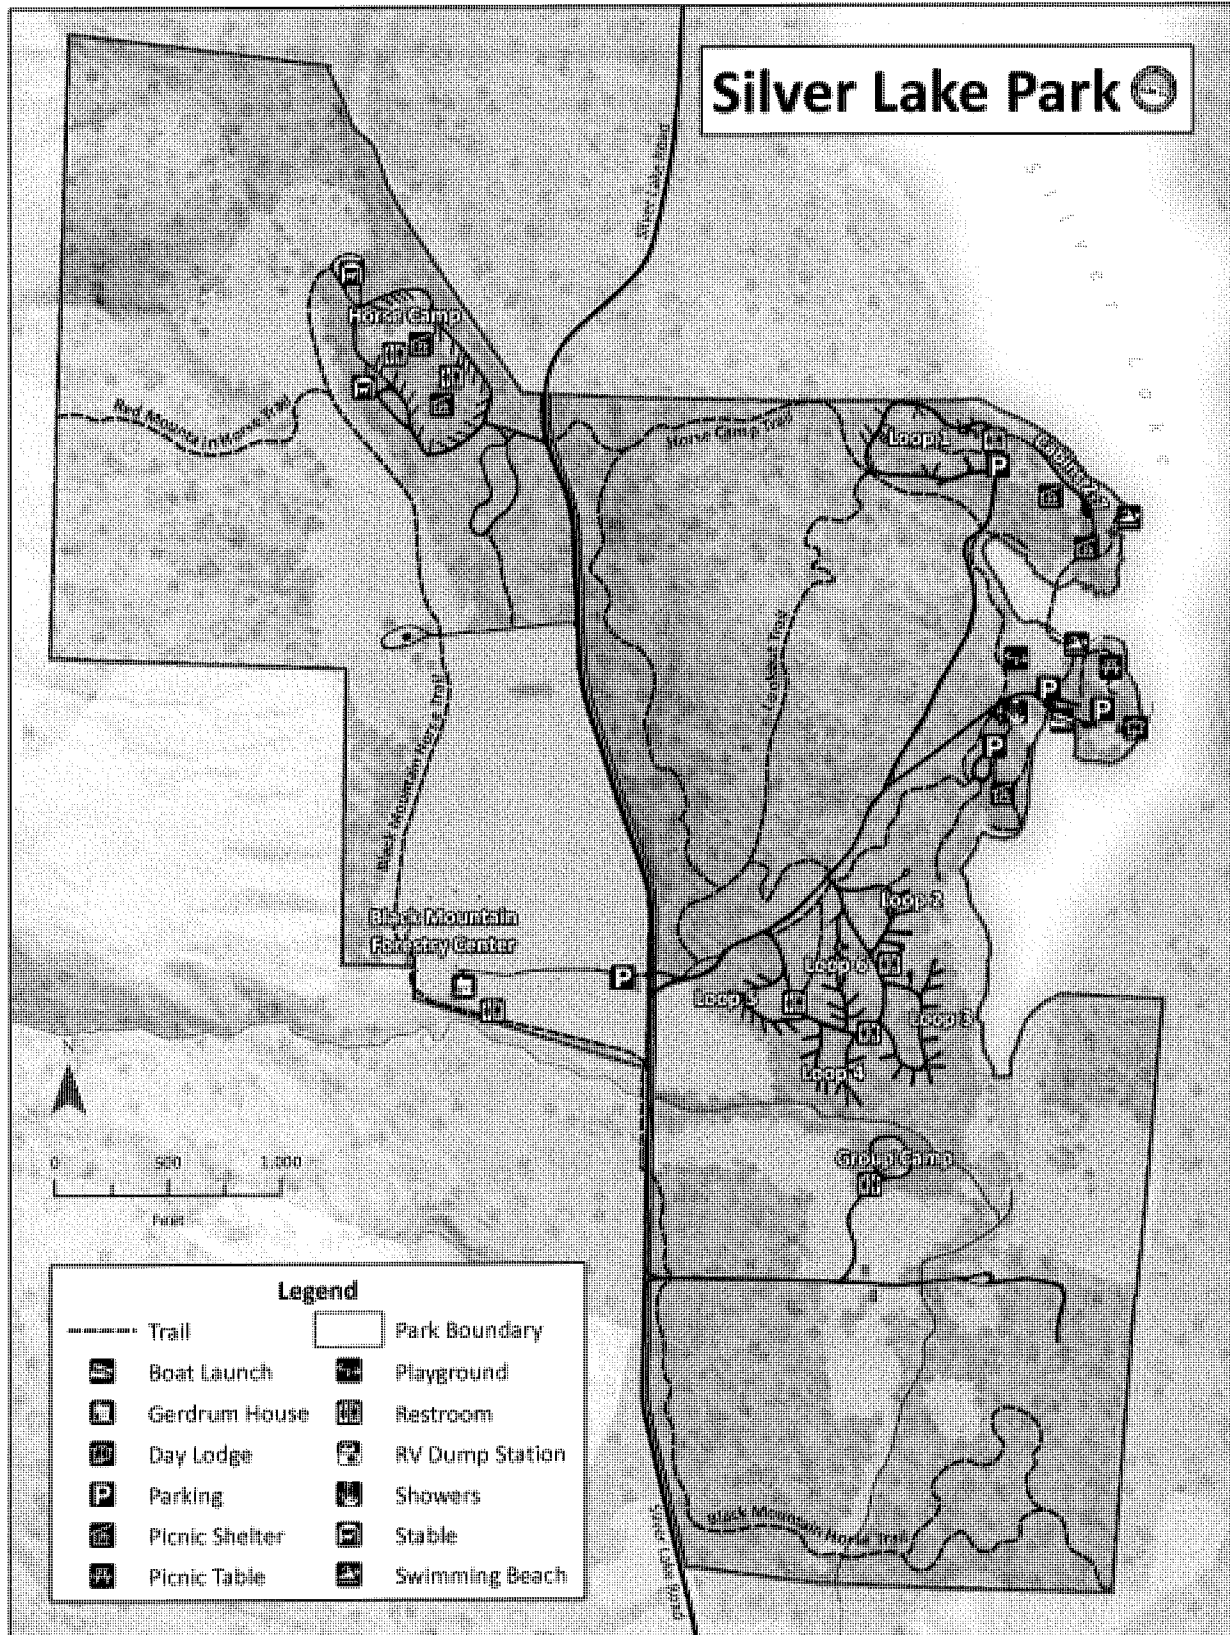 Silver Lake Park
Silver Lake Road
Silver Lake
Horse Camp
Red Mountain Horse Trail
Horse Camp Trail
Loop 1
P
Lookout Trail
P
P
P
Black Mountain Horse Trail
Loop 2
Black Mountain
Forestry Center
Loop 6
P
Loop 5
Loop 3
Loop 4
0 500 1,000
Feet
Group Camp
Legend
Trail
Park Boundary
Boat Launch
Playground
Gerdrum House
Restroom
Day Lodge
RV Dump Station
P Parking
Showers
Picnic Shelter
Stable
Picnic Table
Swimming Beach
Black Mountain Horse Trail
Silver Lake Road